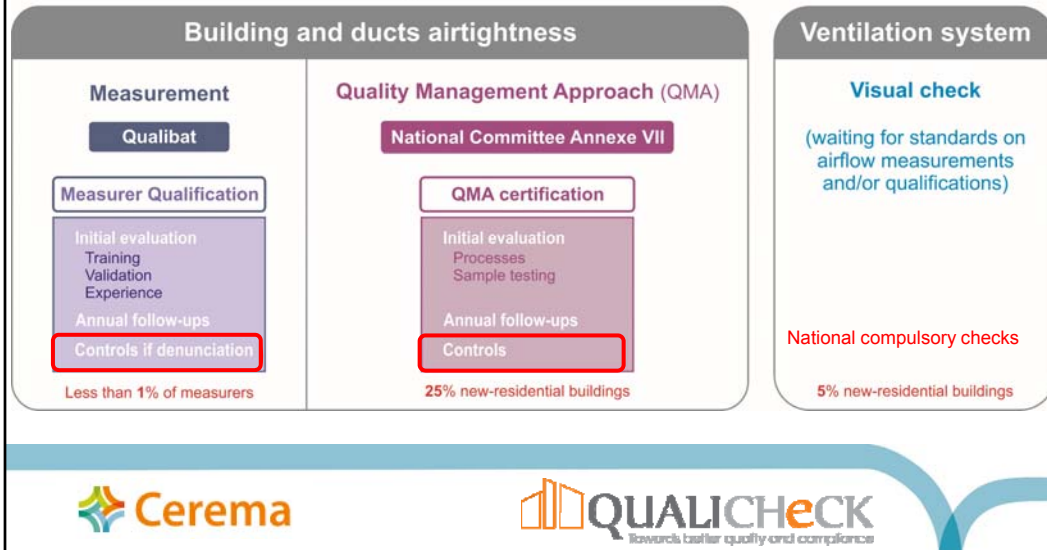 Building and ducts airtightness
Measurement
Qualibat
Measurer Qualification
Initial evaluation
Training
Validation
Experience
Annual follow-ups
Controls if denunciation
Less than 1% of measurers
Quality Management Approach (QMA)
National Committee Annexe VII
QMA certification
Initial evaluation
Processes
Sample testing
Annual follow-ups
Controls
25% new-residential buildings
Ventilation system
Visual check
(waiting for standards on
airflow measurements
and/or qualifications)
National compulsory checks
5% new-residential buildings
Cerema
QUALICHeCK
Towards better quality and compliance